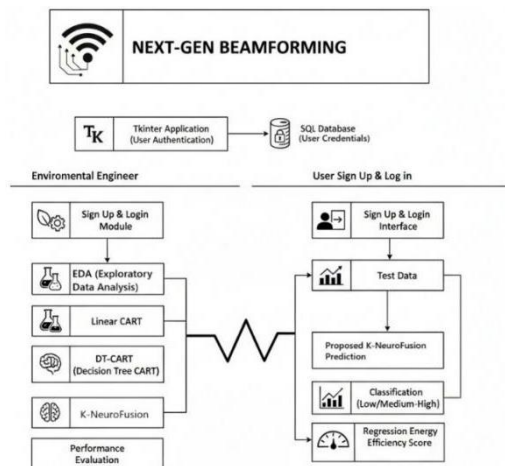 NEXT-GEN BEAMFORMING
TK
Tkinter Application
(User Authentication)
SQL Database
(User Credentials)
Enviromental Engineer
Sign Up & Login
Module
EDA (Exploratory
Data Analysis)
Linear CART
DT-CART
(Decision Tree CART)
K-NeuroFusion
Performance
Evaluation
User Sign Up & Log in
Sign Up & Login
Interface
Test Data
Proposed K-NeuroFusion
Prediction
Classification
(Low/Medium-High)
Regression Energy
Efficiency Score